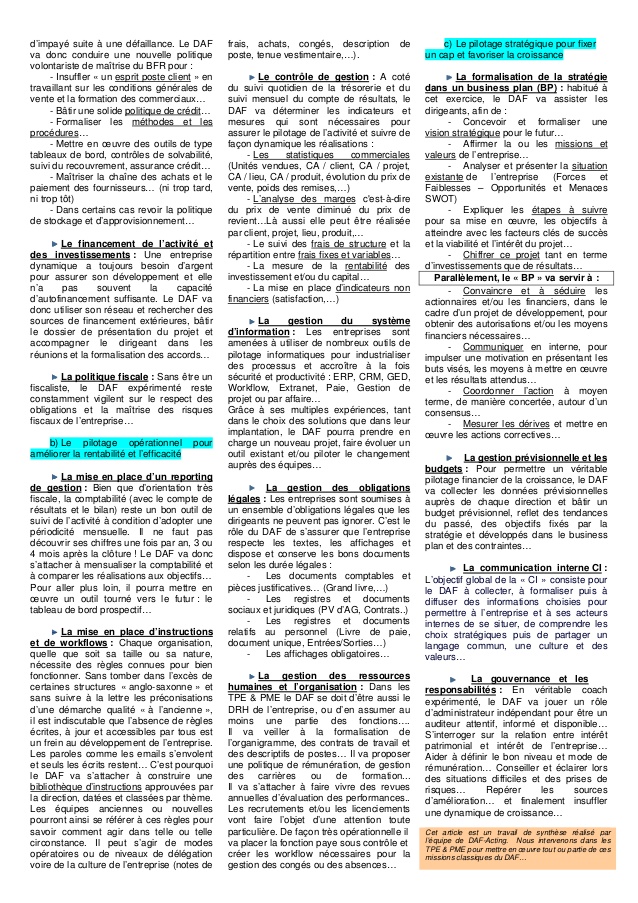 d'impayé suite à une défaillance. Le DAF
va donc conduire une nouvelle politique
volontariste de maîtrise du BFR pour :
- Insuffler « un esprit poste client » en
travaillant sur les conditions générales de
vente et la formation des commerciaux…
- Bâtir une solide politique de crédit…
- Formaliser les méthodes et les
procédures…
- Mettre en œuvre des outils de type
tableaux de bord, contrôles de solvabilité,
suivi du recouvrement, assurance crédit…
- Maîtriser la chaîne des achats et le
paiement des fournisseurs… (ni trop tard,
ni trop tôt)
- Dans certains cas revoir la politique
de stockage et d'approvisionnement…
► Le financement de l'activité et
des investissements : Une entreprise
dynamique a toujours besoin d'argent
pour assurer son développement et elle
n'a pas souvent la capacité
d'autofinancement suffisante. Le DAF va
donc utiliser son réseau et rechercher des
sources de financement extérieures, bâtir
le dossier de présentation du projet et
accompagner le dirigeant dans les
réunions et la formalisation des accords…
► La politique fiscale : Sans être un
fiscaliste, le DAF expérimenté reste
constamment vigilant sur le respect des
obligations et la maîtrise des risques
fiscaux de l'entreprise…
b) Le pilotage opérationnel pour
améliorer la rentabilité et l'efficacité
► La mise en place d'un reporting
de gestion : Bien que d'orientation très
fiscale, la comptabilité (avec le compte de
résultats et le bilan) reste un bon outil de
suivi de l'activité à condition d'adopter une
périodicité mensuelle. Il ne faut pas
découvrir ses chiffres une fois par an, 3 ou
4 mois après la clôture ! Le DAF va donc
s'attacher à mensualiser la comptabilité et
à comparer les réalisations aux objectifs…
Pour aller plus loin, il pourra mettre en
œuvre un outil tourné vers le futur : le
tableau de bord prospectif…
► La mise en place d'instructions
et de workflows : Chaque organisation,
quelle que soit sa taille ou sa nature,
nécessite des règles connues pour bien
fonctionner. Sans tomber dans l'excès de
certaines structures « anglo-saxonne » et
sans suivre à la lettre les préconisations
d'une démarche qualité « à l'ancienne »,
il est indiscutable que l'absence de règles
écrites, à jour et accessibles par tous est
un frein au développement de l'entreprise.
Les paroles comme les emails s'envolent
et seuls les écrits restent… C'est pourquoi
le DAF va s'attacher à construire une
bibliothèque d'instructions approuvées par
la direction, datées et classées par thème.
Les équipes anciennes ou nouvelles
pourront ainsi se référer à ces règles pour
savoir comment agir dans telle ou telle
circonstance. Il peut s'agir de modes
opératoires ou de niveaux de délégation
voire de la culture de l'entreprise (notes de
frais, achats, congés, description de
poste, tenue vestimentaire,…).
► Le contrôle de gestion : A coté
du suivi quotidien de la trésorerie et du
suivi mensuel du compte de résultats, le
DAF va déterminer les indicateurs et
mesures qui sont nécessaires pour
assurer le pilotage de l'activité et suivre de
façon dynamique les réalisations :
- Les statistiques commerciales
(Unités vendues, CA / client, CA / projet,
CA / lieu, CA / produit, évolution du prix de
vente, poids des remises,…)
- L'analyse des marges c'est-à-dire
du prix de vente diminué du prix de
revient…Là aussi elle peut être réalisée
par client, projet, lieu, produit,…
- Le suivi des frais de structure et la
répartition entre frais fixes et variables…
- La mesure de la rentabilité des
investissement et/ou du capital…
- La mise en place d'indicateurs non
financiers (satisfaction,…)
► La gestion du système
d'information : Les entreprises sont
amenées à utiliser de nombreux outils de
pilotage informatiques pour industrialiser
des processus et accroître à la fois
sécurité et productivité : ERP, CRM, GED,
Workflow, Extranet, Paie, Gestion de
projet ou par affaire…
Grâce à ses multiples expériences, tant
dans le choix des solutions que dans leur
implantation, le DAF pourra prendre en
charge un nouveau projet, faire évoluer un
outil existant et/ou piloter le changement
auprès des équipes…
► La gestion des obligations
légales : Les entreprises sont soumises à
un ensemble d'obligations légales que les
dirigeants ne peuvent pas ignorer. C'est le
rôle du DAF de s'assurer que l'entreprise
respecte les textes, les affichages et
dispose et conserve les bons documents
selon les durée légales :
- Les documents comptables et
pièces justificatives… (Grand livre,…)
- Les registres et documents
sociaux et juridiques (PV d'AG, Contrats..)
- Les registres et documents
relatifs au personnel (Livre de paie,
document unique, Entrées/Sorties…)
- Les affichages obligatoires…
► La gestion des ressources
humaines et l'organisation : Dans les
TPE & PME le DAF se doit d'être aussi le
DRH de l'entreprise, ou d'en assumer au
moins une partie des fonctions….
Il va veiller à la formalisation de
l'organigramme, des contrats de travail et
des descriptifs de postes… Il va proposer
une politique de rémunération, de gestion
des carrières ou de formation…
Il va s'attacher à faire vivre des revues
annuelles d'évaluation des performances..
Les recrutements et/ou les licenciements
vont faire l'objet d'une attention toute
particulière. De façon très opérationnelle il
va placer la fonction paye sous contrôle et
créer les workflow nécessaires pour la
gestion des congés ou des absences…
c) Le pilotage stratégique pour fixer
un cap et favoriser la croissance
► La formalisation de la stratégie
dans un business plan (BP) : habitué à
cet exercice, le DAF va assister les
dirigeants, afin de :
- Concevoir et formaliser une
vision stratégique pour le futur…
- Affirmer la ou les missions et
valeurs de l'entreprise…
- Analyser et présenter la situation
existante de l'entreprise (Forces et
Faiblesses – Opportunités et Menaces
SWOT)
- Expliquer les étapes à suivre
pour sa mise en œuvre, les objectifs à
atteindre avec les facteurs clés de succès
et la viabilité et l'intérêt du projet…
- Chiffrer ce projet tant en terme
d'investissements que de résultats…
Parallèlement, le « BP » va servir à :
- Convaincre et à séduire les
actionnaires et/ou les financiers, dans le
cadre d'un projet de développement, pour
obtenir des autorisations et/ou les moyens
financiers nécessaires…
- Communiquer en interne, pour
impulser une motivation en présentant les
buts visés, les moyens à mettre en œuvre
et les résultats attendus…
- Coordonner l'action à moyen
terme, de manière concertée, autour d'un
consensus…
- Mesurer les dérives et mettre en
œuvre les actions correctives…
► La gestion prévisionnelle et les
budgets : Pour permettre un véritable
pilotage financier de la croissance, le DAF
va collecter les données prévisionnelles
auprès de chaque direction et bâtir un
budget prévisionnel, reflet des tendances
du passé, des objectifs fixés par la
stratégie et développés dans le business
plan et des contraintes…
► La communication interne CI :
L'objectif global de la « CI » consiste pour
le DAF à collecter, à formaliser puis à
diffuser des informations choisies pour
permettre à l'entreprise et à ses acteurs
internes de se situer, de comprendre les
choix stratégiques puis de partager un
langage commun, une culture et des
valeurs…
► La gouvernance et les
responsabilités : En véritable coach
expérimenté, le DAF va jouer un rôle
d'administrateur indépendant pour être un
auditeur attentif, informé et disponible…
S'interroger sur la relation entre intérêt
patrimonial et intérêt de l'entreprise…
Aider à définir le bon niveau et mode de
rémunération… Conseiller et éclairer lors
des situations difficiles et des prises de
risques… Repérer les sources
d'amélioration… et finalement insuffler
une dynamique de croissance…
Cet article est un travail de synthèse réalisé par
l'équipe de DAF-Acting. Nous intervenons dans les
TPE & PME pour mettre en œuvre tout ou partie de ces
missions classiques du DAF…